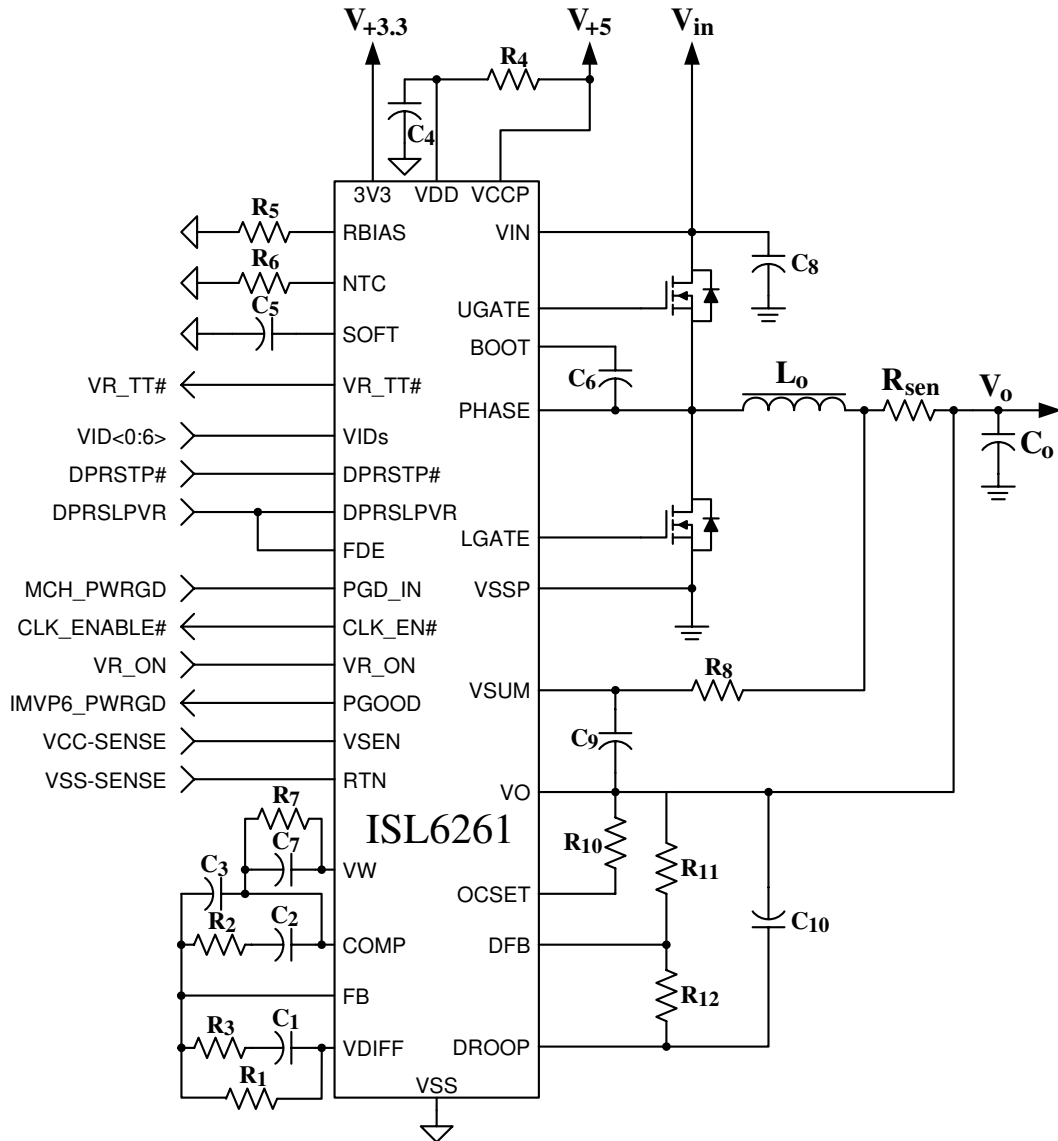 V+3.3
V+5
Vin
R4
C4
3V3
VDD
VCCP
R5
RBIAS
VIN
C8
R6
NTC
C5
SOFT
UGATE
BOOT
C6
VR_TT#
VR_TT#
PHASE
Lo
Rsen
Vo
Co
VID<0:6>
VIDs
DPRSTP#
DPRSTP#
DPRSLPVR
DPRSLPVR
FDE
LGATE
MCH_PWRGD
PGD_IN
VSSP
CLK_ENABLE#
CLK_EN#
VR_ON
VR_ON
R8
VSUM
IMVP6_PWRGD
PGOOD
VCC-SENSE
VSEN
C9
VSS-SENSE
RTN
VO
R7
ISL6261
C7
VW
C3
R10
R11
OCSET
C10
R2
C2
COMP
DFB
FB
R12
R3
C1
VDIFF
DROOP
R1
VSS